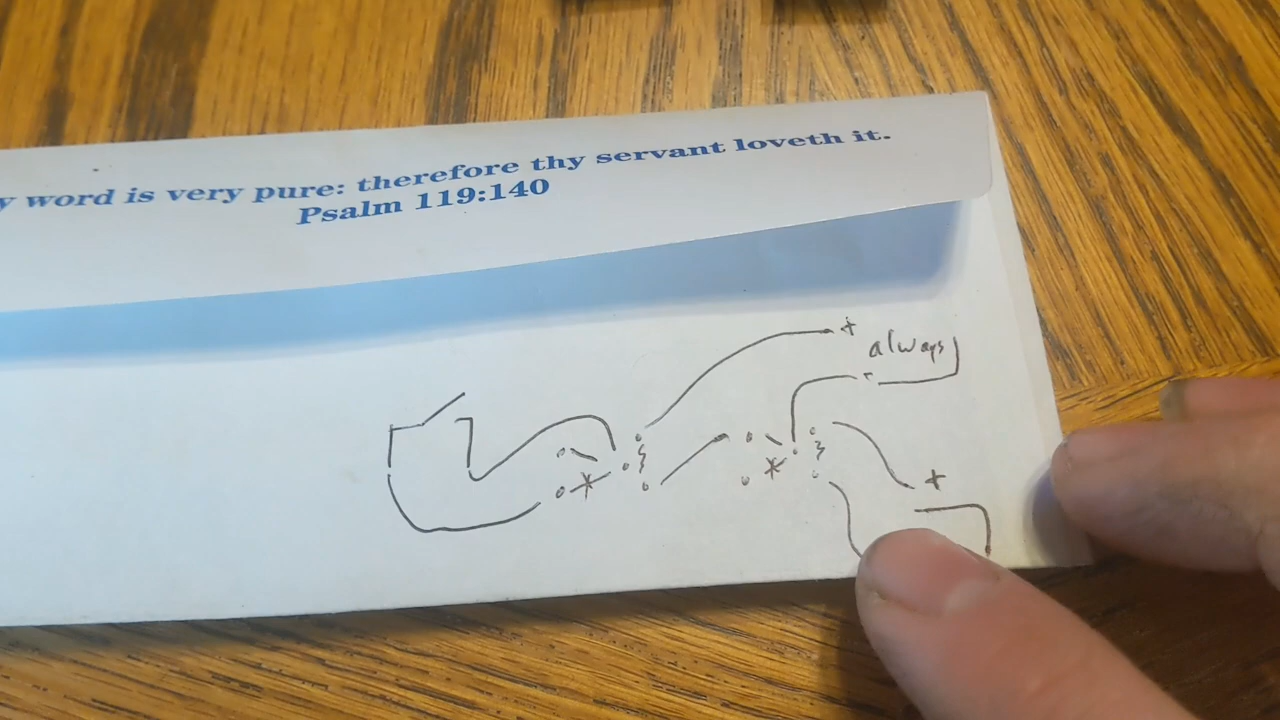 word is very pure: therefore thy servant loveth it.
Psalm 119:140
+
always
+